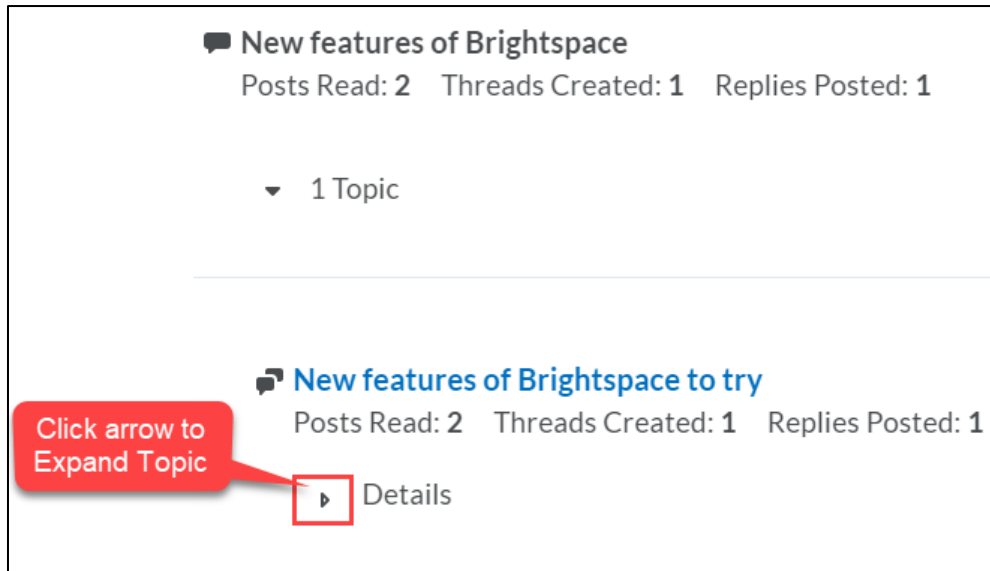 New features of Brightspace
Posts Read: 2 Threads Created: 1 Replies Posted: 1
1 Topic
New features of Brightspace to try
Posts Read: 2 Threads Created: 1 Replies Posted: 1
Click arrow to
Expand Topic
Details